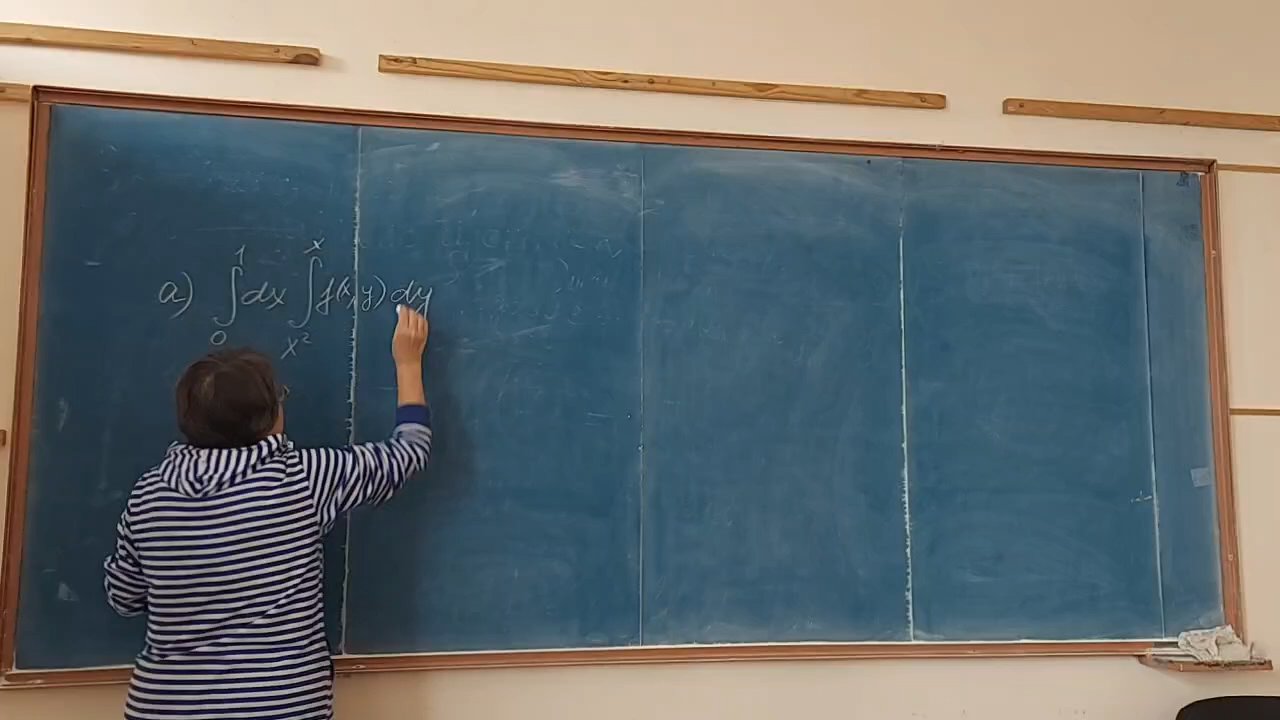 a) ∫₀¹ dx ∫ₓ²ˣ f(x, y) dy